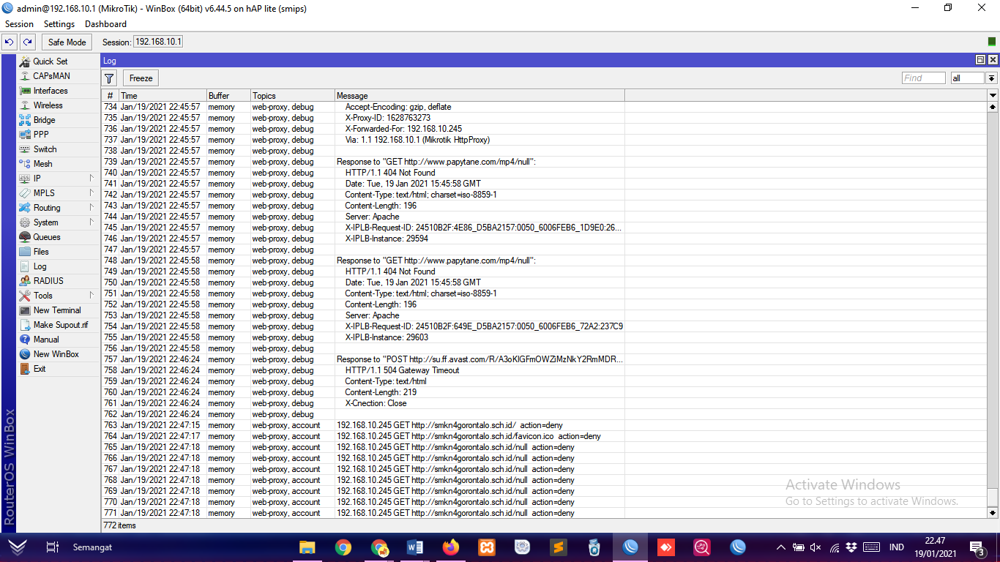 admin@192.168.10.1 (MikroTik) - WinBox (64bit) v6.44.5 on hAP lite (smips)
Session Settings Dashboard
Safe Mode Session: 192.168.10.1
Quick Set
CAPsMAN
Interfaces
Wireless
Bridge
PPP
Switch
Mesh
IP
MPLS
Routing
System
Queues
Files
Log
RADIUS
Tools
New Terminal
Make Supout.rif
Manual
New WinBox
Exit
RouterOS WinBox
Log
Freeze Find all
# Time Buffer Topics Message
734 Jan/19/2021 22:45:57 memory web-proxy, debug Accept-Encoding: gzip, deflate
735 Jan/19/2021 22:45:57 memory web-proxy, debug X-Proxy-ID: 1628763273
736 Jan/19/2021 22:45:57 memory web-proxy, debug X-Forwarded-For: 192.168.10.245
737 Jan/19/2021 22:45:57 memory web-proxy, debug Via: 1.1 192.168.10.1 (Mikrotik HttpProxy)
738 Jan/19/2021 22:45:57 memory web-proxy, debug
739 Jan/19/2021 22:45:57 memory web-proxy, debug Response to "GET http://www.papytane.com/mp4/null":
740 Jan/19/2021 22:45:57 memory web-proxy, debug HTTP/1.1 404 Not Found
741 Jan/19/2021 22:45:57 memory web-proxy, debug Date: Tue, 19 Jan 2021 15:45:58 GMT
742 Jan/19/2021 22:45:57 memory web-proxy, debug Content-Type: text/html; charset=iso-8859-1
743 Jan/19/2021 22:45:57 memory web-proxy, debug Content-Length: 196
744 Jan/19/2021 22:45:57 memory web-proxy, debug Server: Apache
745 Jan/19/2021 22:45:57 memory web-proxy, debug X-IPLB-Request-ID: 24510B2F:4E86_D5BA2157:0050_6006FEB6_1D9E0:26...
746 Jan/19/2021 22:45:57 memory web-proxy, debug X-IPLB-Instance: 29594
747 Jan/19/2021 22:45:57 memory web-proxy, debug
748 Jan/19/2021 22:45:58 memory web-proxy, debug Response to "GET http://www.papytane.com/mp4/null":
749 Jan/19/2021 22:45:58 memory web-proxy, debug HTTP/1.1 404 Not Found
750 Jan/19/2021 22:45:58 memory web-proxy, debug Date: Tue, 19 Jan 2021 15:45:58 GMT
751 Jan/19/2021 22:45:58 memory web-proxy, debug Content-Type: text/html; charset=iso-8859-1
752 Jan/19/2021 22:45:58 memory web-proxy, debug Content-Length: 196
753 Jan/19/2021 22:45:58 memory web-proxy, debug Server: Apache
754 Jan/19/2021 22:45:58 memory web-proxy, debug X-IPLB-Request-ID: 24510B2F:649E_D5BA2157:0050_6006FEB6_72A2:237C9
755 Jan/19/2021 22:45:58 memory web-proxy, debug X-IPLB-Instance: 29603
756 Jan/19/2021 22:45:58 memory web-proxy, debug
757 Jan/19/2021 22:46:24 memory web-proxy, debug Response to "POST http://su.ff.avast.com/R/A3oKIGFmOWZiMzNkY2RmMDR...
758 Jan/19/2021 22:46:24 memory web-proxy, debug HTTP/1.1 504 Gateway Timeout
759 Jan/19/2021 22:46:24 memory web-proxy, debug Content-Type: text/html
760 Jan/19/2021 22:46:24 memory web-proxy, debug Content-Length: 219
761 Jan/19/2021 22:46:24 memory web-proxy, debug X-Cnection: Close
762 Jan/19/2021 22:46:24 memory web-proxy, debug
763 Jan/19/2021 22:47:15 memory web-proxy, account 192.168.10.245 GET http://smkn4gorontalo.sch.id/ action=deny
764 Jan/19/2021 22:47:17 memory web-proxy, account 192.168.10.245 GET http://smkn4gorontalo.sch.id/favicon.ico action=deny
765 Jan/19/2021 22:47:18 memory web-proxy, account 192.168.10.245 GET http://smkn4gorontalo.sch.id/null action=deny
766 Jan/19/2021 22:47:18 memory web-proxy, account 192.168.10.245 GET http://smkn4gorontalo.sch.id/null action=deny
767 Jan/19/2021 22:47:18 memory web-proxy, account 192.168.10.245 GET http://smkn4gorontalo.sch.id/null action=deny
768 Jan/19/2021 22:47:18 memory web-proxy, account 192.168.10.245 GET http://smkn4gorontalo.sch.id/null action=deny
769 Jan/19/2021 22:47:18 memory web-proxy, account 192.168.10.245 GET http://smkn4gorontalo.sch.id/null action=deny
770 Jan/19/2021 22:47:18 memory web-proxy, account 192.168.10.245 GET http://smkn4gorontalo.sch.id/null action=deny
771 Jan/19/2021 22:47:18 memory web-proxy, account 192.168.10.245 GET http://smkn4gorontalo.sch.id/null action=deny
772 items
Activate Windows
Go to Settings to activate Windows.
Semangat
IND
22.47
19/01/2021
3